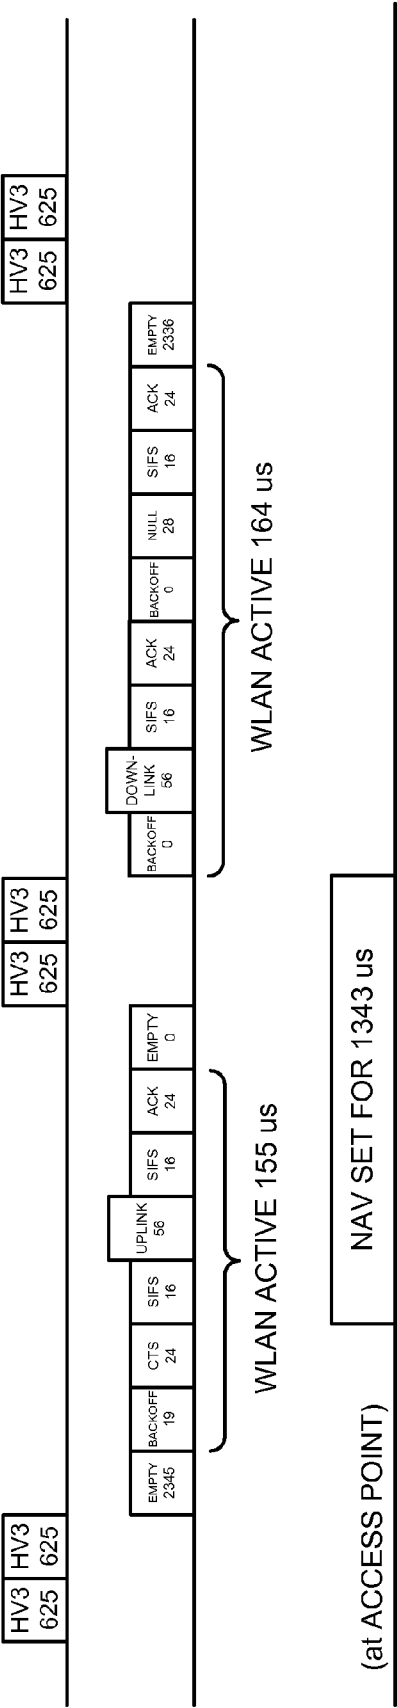 HV3
625
HV3
625
HV3
625
HV3
625
HV3
625
HV3
625
EMPTY
2345
BACKOFF
19
CTS
24
SIFS
16
UPLINK
56
SIFS
16
ACK
24
EMPTY
0
BACKOFF
0
DOWN-
LINK
56
SIFS
16
ACK
24
BACKOFF
0
NULL
28
SIFS
16
ACK
24
EMPTY
2336
WLAN ACTIVE 155 us
WLAN ACTIVE 164 us
(at ACCESS POINT)
NAV SET FOR 1343 us